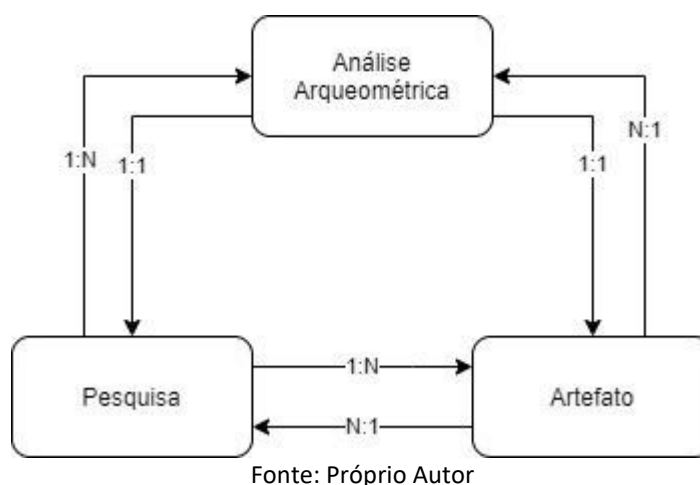 Análise
Arqueométrica
1:N
1:1
1:1
N:1
Pesquisa
1:N
N:1
Artefato
Fonte: Próprio Autor